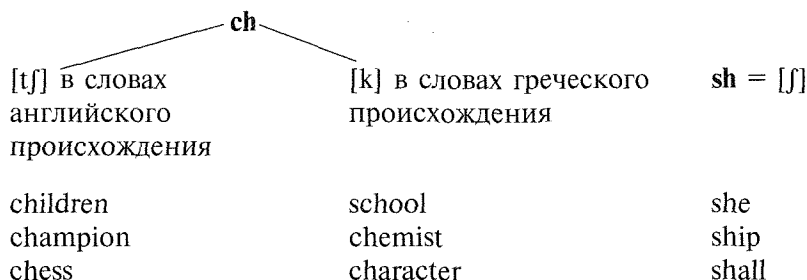 ch
[tʃ] в словах [k] в словах греческого sh = [ʃ]
английского происхождения
происхождения
children school she
champion chemist ship
chess character shall